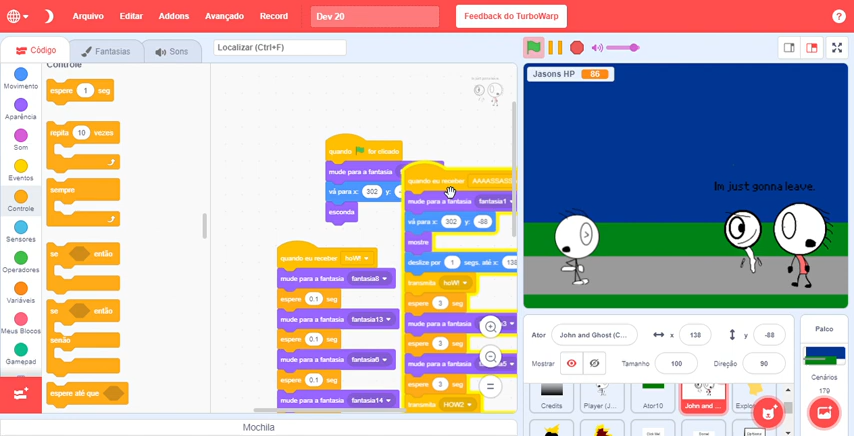 Arquivo Editar Addons Avançado Record Dev 20 Feedback do TurboWarp ?
Código Fantasias Sons Localizar (Ctrl+F)
Controle
Movimento
Aparência
Som
Eventos
Controle
Sensores
Operadores
Variáveis
Meus Blocos
Gamepad
espere 1 seg
repita 10 vezes
sempre
se então
se então
senão
espere até que
quando for clicado
mude para a fantasia
vá para x: 302 y:
esconda
quando eu receber hoW!
mude para a fantasia fantasia8
espere 0.1 seg
mude para a fantasia fantasia13
espere 0.1 seg
mude para a fantasia fantasia6
espere 0.1 seg
mude para a fantasia fantasia14
quando eu receber
mude para a fantasia fantasia1
vá para x: 302 y: -88
mostre
deslize por 1 segs. até x: 138
transmita hoW!
espere 3 seg
mude para a fantasia
espere 3 seg
mude para a fantasia
espere 3 seg
transmita HOW2
Mochila
Jasons HP 86
Im just gonna leave.
Ator John and Ghost (C... x 138 y -88
Mostrar Tamanho 100 Direção 90
Credits Player (J... Ator10 John and ...
Palco
Cenários
179